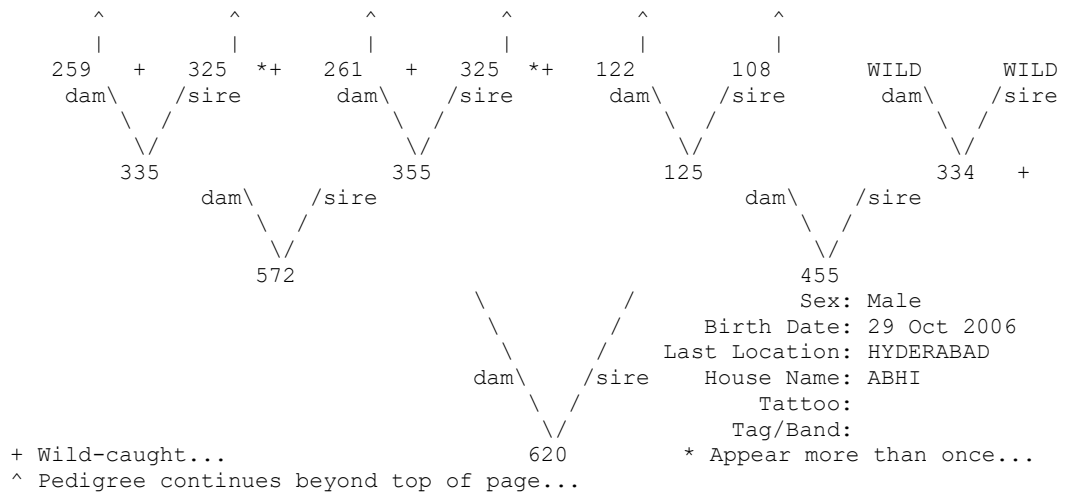 ^ ^ ^ ^ ^ ^
| | | | | |
259 + 325 *+ 261 + 325 *+ 122 108 WILD WILD
dam\ /sire dam\ /sire dam\ /sire dam\ /sire
\ / \ / \ / \ /
\/ \/ \/ \/
335 355 125 334 +
dam\ /sire dam\ /sire
\ / \ /
\/ \/
572 455
\ / Sex: Male
\ / Birth Date: 29 Oct 2006
\ / Last Location: HYDERABAD
dam\ /sire House Name: ABHI
\ / Tattoo:
\/ Tag/Band:
+ Wild-caught... 620 * Appear more than once...
^ Pedigree continues beyond top of page...